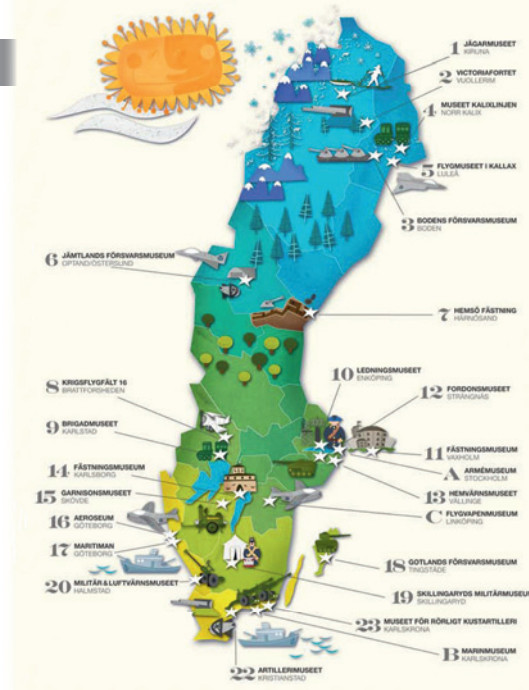 1 JÄGARMUSEET
KIRUNA
2 VICTORIAFORTET
VUOLLERIM
4 MUSEET KALIXLINJEN
NORR KALIX
5 FLYGMUSEET I KALLAX
LULEÅ
3 BODENS FÖRSVARSMUSEUM
BODEN
6 JÄMTLANDS FÖRSVARSMUSEUM
OPTAND/ÖSTERSUND
7 HEMSÖ FÄSTNING
HÄRNÖSAND
10 LEDNINGSMUSEET
ENKÖPING
8 KRIGSFLYGFÄLT 16
BRATTFORSHEDEN
12 FORDONSMUSEET
STRÄNGNÄS
9 BRIGADMUSEET
KARLSTAD
11 FÄSTNINGSMUSEUM
VAXHOLM
14 FÄSTNINGSMUSEUM
KARLSBORG
A ARMÉMUSEUM
STOCKHOLM
15 GARNISONSMUSEET
SKÖVDE
13 HEMVÄRNSMUSEET
VÄLLINGE
16 AEROSEUM
GÖTEBORG
C FLYGVAPENMUSEUM
LINKÖPING
17 MARITIMAN
GÖTEBORG
18 GOTLANDS FÖRSVARSMUSEUM
TINGSTÄDE
20 MILITÄR & LUFTVÄRNSMUSEET
HALMSTAD
19 SKILLINGARYDS MILITÄRMUSEUM
SKILLINGARYD
23 MUSEET FÖR RÖRLIGT KUSTARTILLERI
KARLSKRONA
B MARINMUSEUM
KARLSKRONA
22 ARTILLERIMUSEET
KRISTIANSTAD